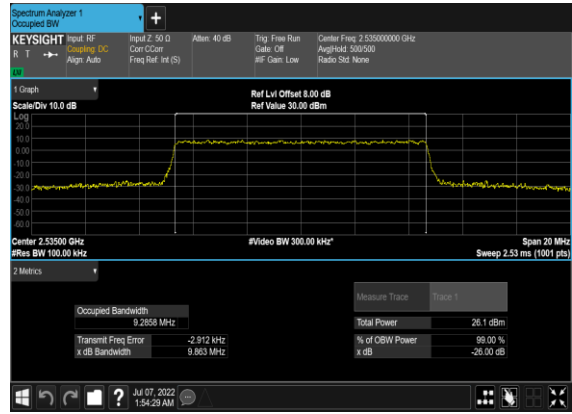 Spectrum Analyzer 1
Occupied BW
+
KEYSIGHT Input: RF Input Z: 50 Ω Atten: 40 dB Trig: Free Run Center Freq: 2.535000000 GHz
R T Coupling: DC Corr CCorr Gate: Off Avg|Hold: 500/500
Align: Auto Freq Ref: Int (S) #IF Gain: Low Radio Std: None
LW
1 Graph
Ref Lvl Offset 8.00 dB
Scale/Div 10.0 dB Ref Value 30.00 dBm
Log
20.0
10.0
0.00
-10.0
-20.0
-30.0
-40.0
-50.0
-60.0
Center 2.53500 GHz #Video BW 300.00 kHz* Span 20 MHz
#Res BW 100.00 kHz Sweep 2.53 ms (1001 pts)
2 Metrics
Measure Trace Trace 1
Occupied Bandwidth
9.2858 MHz Total Power 26.1 dBm
Transmit Freq Error -2.912 kHz % of OBW Power 99.00 %
x dB Bandwidth 9.863 MHz x dB -26.00 dB
? Jul 07, 2022
1:54:29 AM